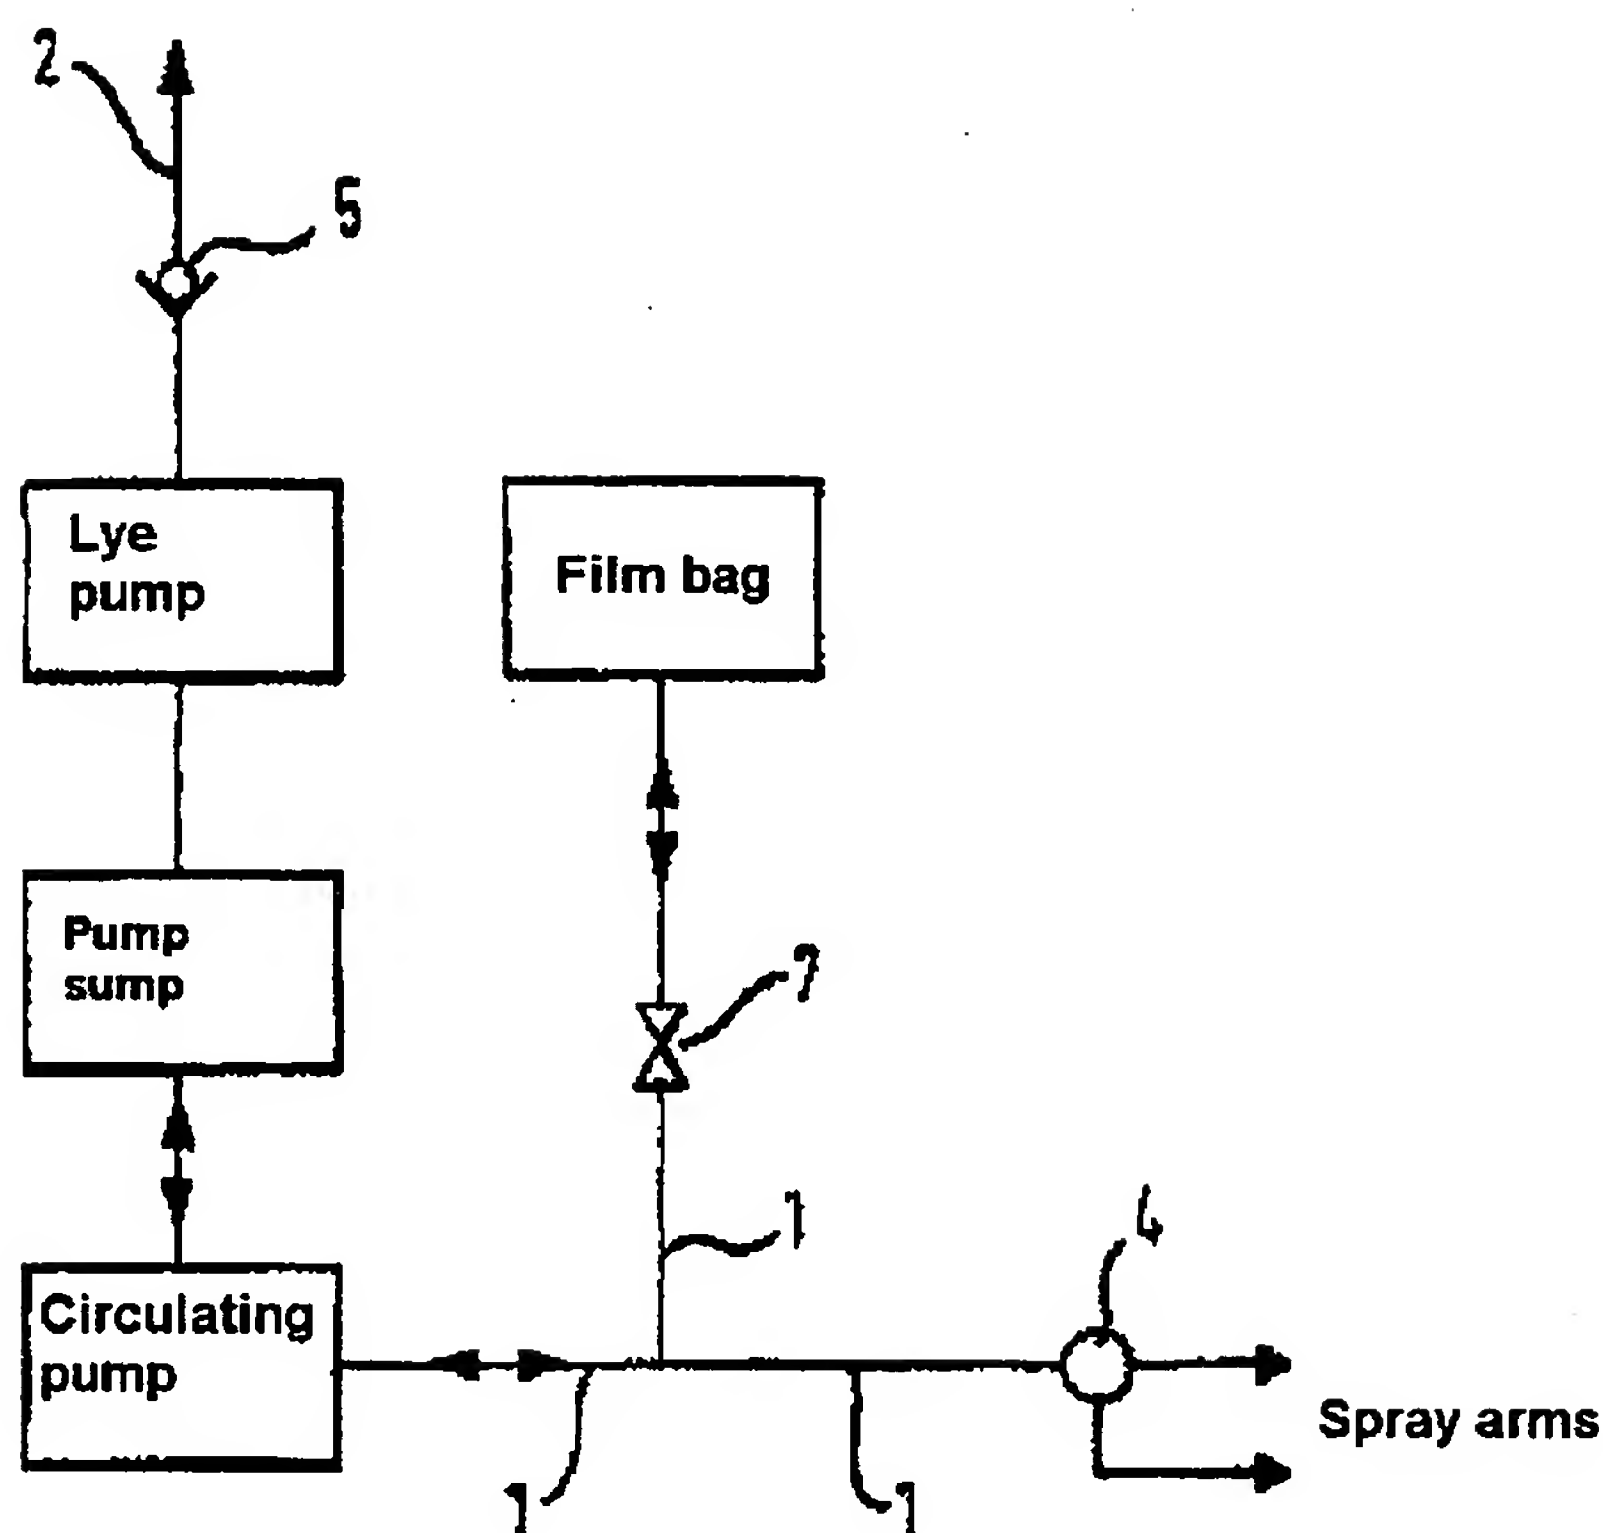 2
5
Lye
pump
Film bag
Pump
sump
7
1
4
Circulating
pump
Spray arms
1
1